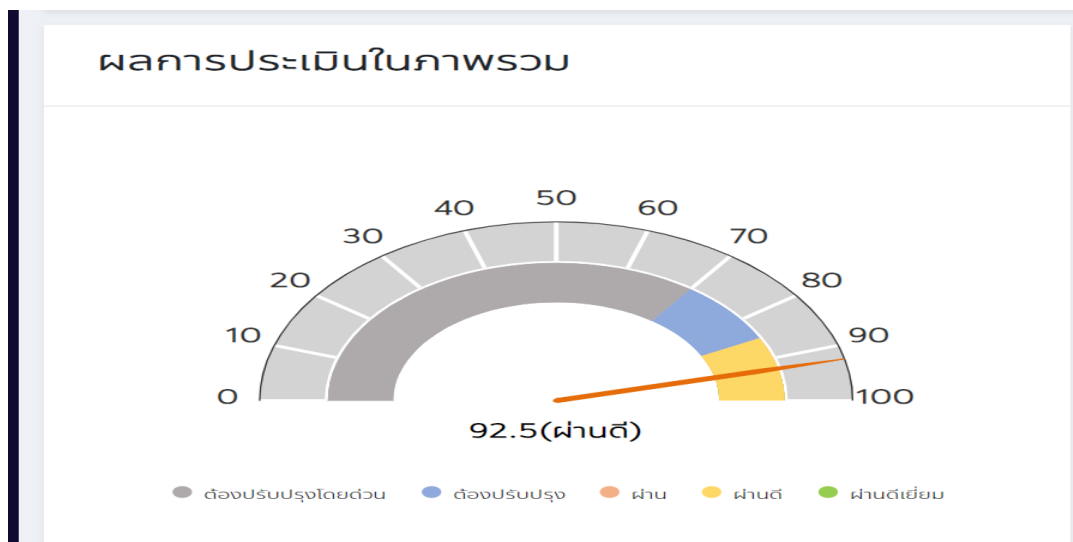 ผลการประเมินในภาพรวม
50
40
60
30
70
20
80
10
90
0
100
92.5(ผ่านดี)
ต้องปรับปรุงโดยด่วน
ต้องปรับปรุง
ผ่าน
ผ่านดี
ผ่านดีเยี่ยม